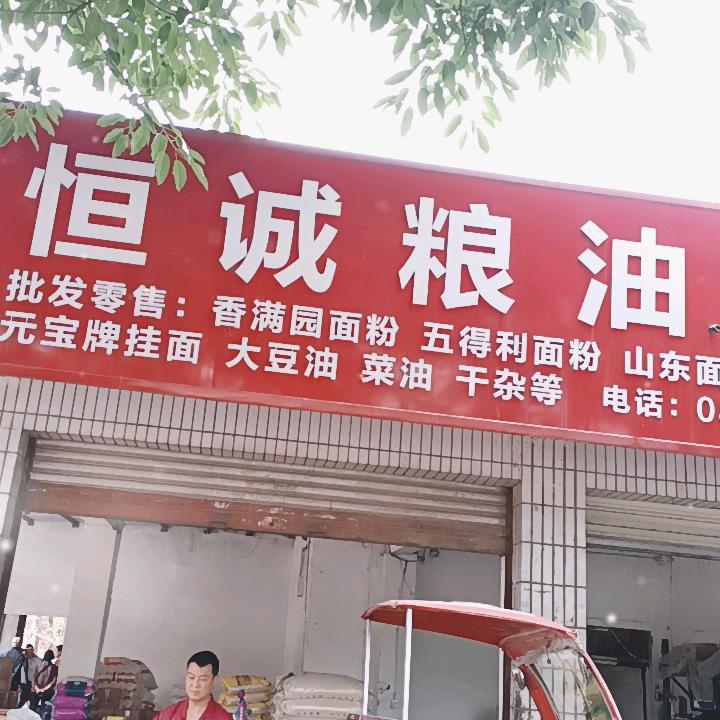 恒诚粮油
批发零售：香满园面粉 五得利面粉 山东面
元宝牌挂面 大豆油 菜油 干杂等 电话：0